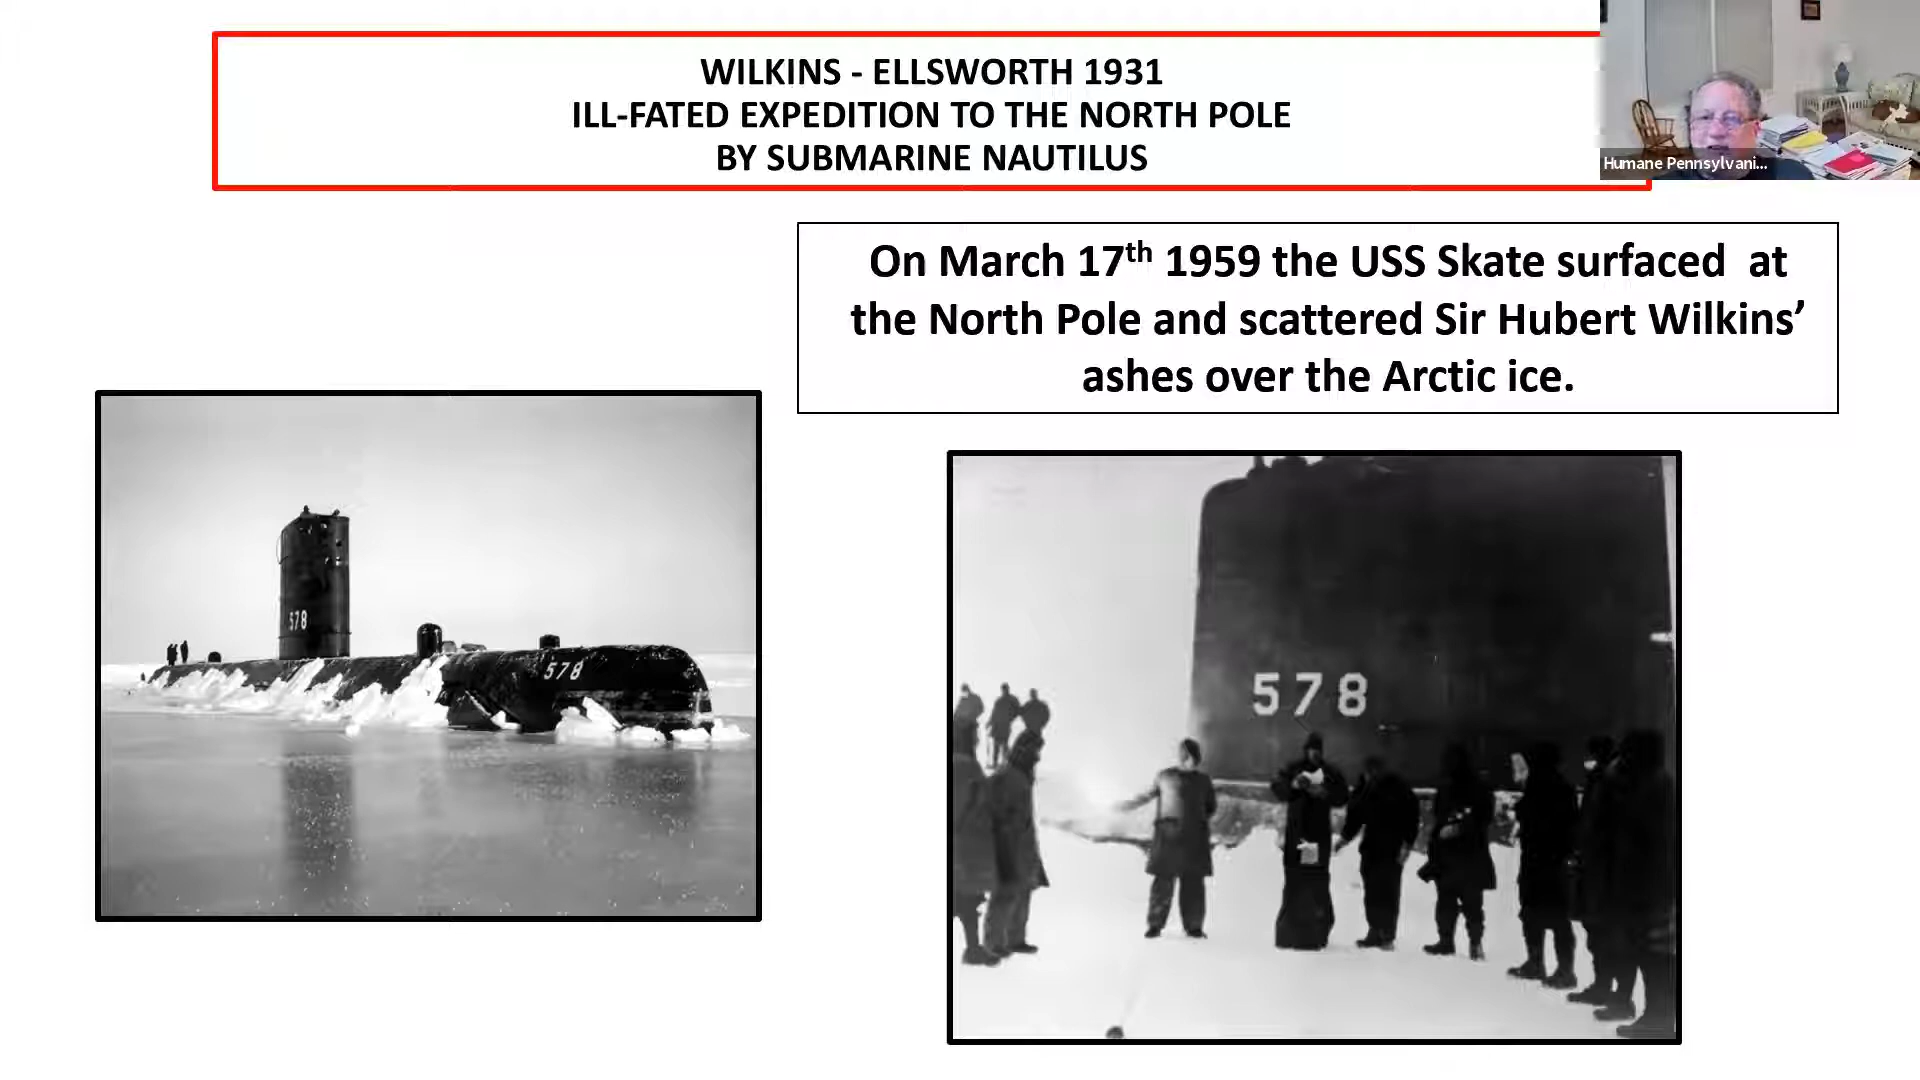 WILKINS - ELLSWORTH 1931
ILL-FATED EXPEDITION TO THE NORTH POLE
BY SUBMARINE NAUTILUS
Humane Pennsylvani...
On March 17th 1959 the USS Skate surfaced at
the North Pole and scattered Sir Hubert Wilkins’
ashes over the Arctic ice.
578
578
578